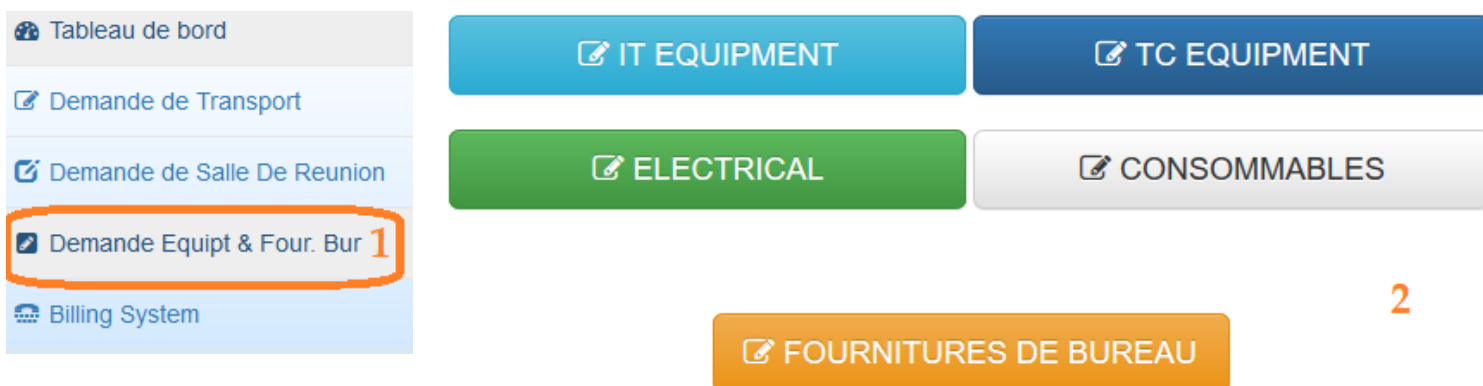 Tableau de bord
Demande de Transport
Demande de Salle De Reunion
Demande Equipt & Four. Bur 1
Billing System
IT EQUIPMENT
TC EQUIPMENT
ELECTRICAL
CONSOMMABLES
2
FOURNITURES DE BUREAU